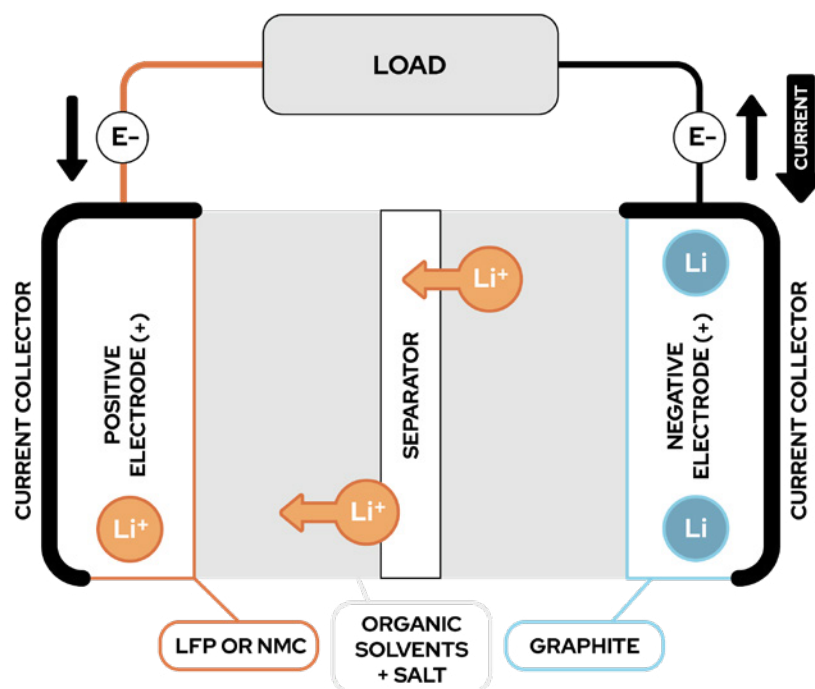 LOAD
E-
E-
CURRENT
CURRENT COLLECTOR
POSITIVE
ELECTRODE (+)
Li+
SEPARATOR
Li+
Li+
Li
NEGATIVE
ELECTRODE (+)
Li
CURRENT COLLECTOR
LFP OR NMC
ORGANIC
SOLVENTS
+ SALT
GRAPHITE